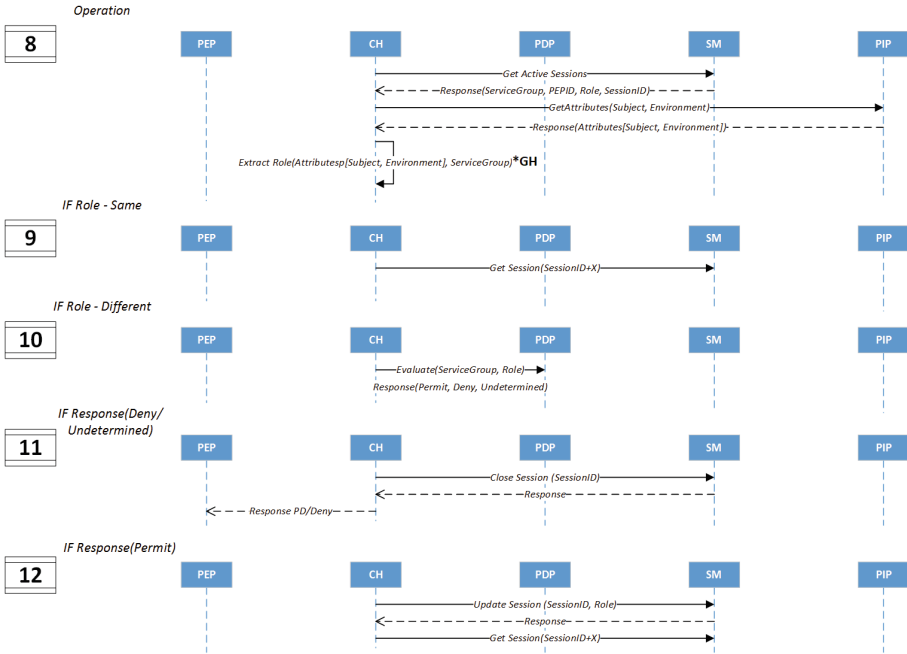 Operation
8
PEP CH PDP SM PIP
Get Active Sessions
Response(ServiceGroup, PEPID, Role, SessionID)
GetAttributes(Subject, Environment)
Response(Attributes[Subject, Environment])
Extract Role(Attributesp[Subject, Environment], ServiceGroup)*GH
IF Role - Same
9
PEP CH PDP SM PIP
Get Session(SessionID+X)
IF Role - Different
10
PEP CH PDP SM PIP
Evaluate(ServiceGroup, Role)
Response(Permit, Deny, Undetermined)
IF Response(Deny/
Undetermined)
11
PEP CH PDP SM PIP
Close Session (SessionID)
Response
Response PD/Deny
IF Response(Permit)
12
PEP CH PDP SM PIP
Update Session (SessionID, Role)
Response
Get Session(SessionID+X)